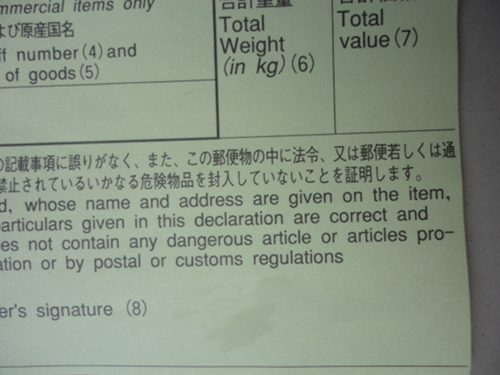 mmercial items only
よび原産国名
ff number(4)and
of goods(5)
合計重量
Total
Weight
(in kg)(6)
Total
value(7)
の記載事項に誤りがなく、また、この郵便物の中に法令、又は郵便若しくは通
禁止されているいかなる危険物品を封入していないことを証明します。
d, whose name and address are given on the item,
particulars given in this declaration are correct and
es not contain any dangerous article or articles pro-
ation or by postal or customs regulations
er's signature (8)